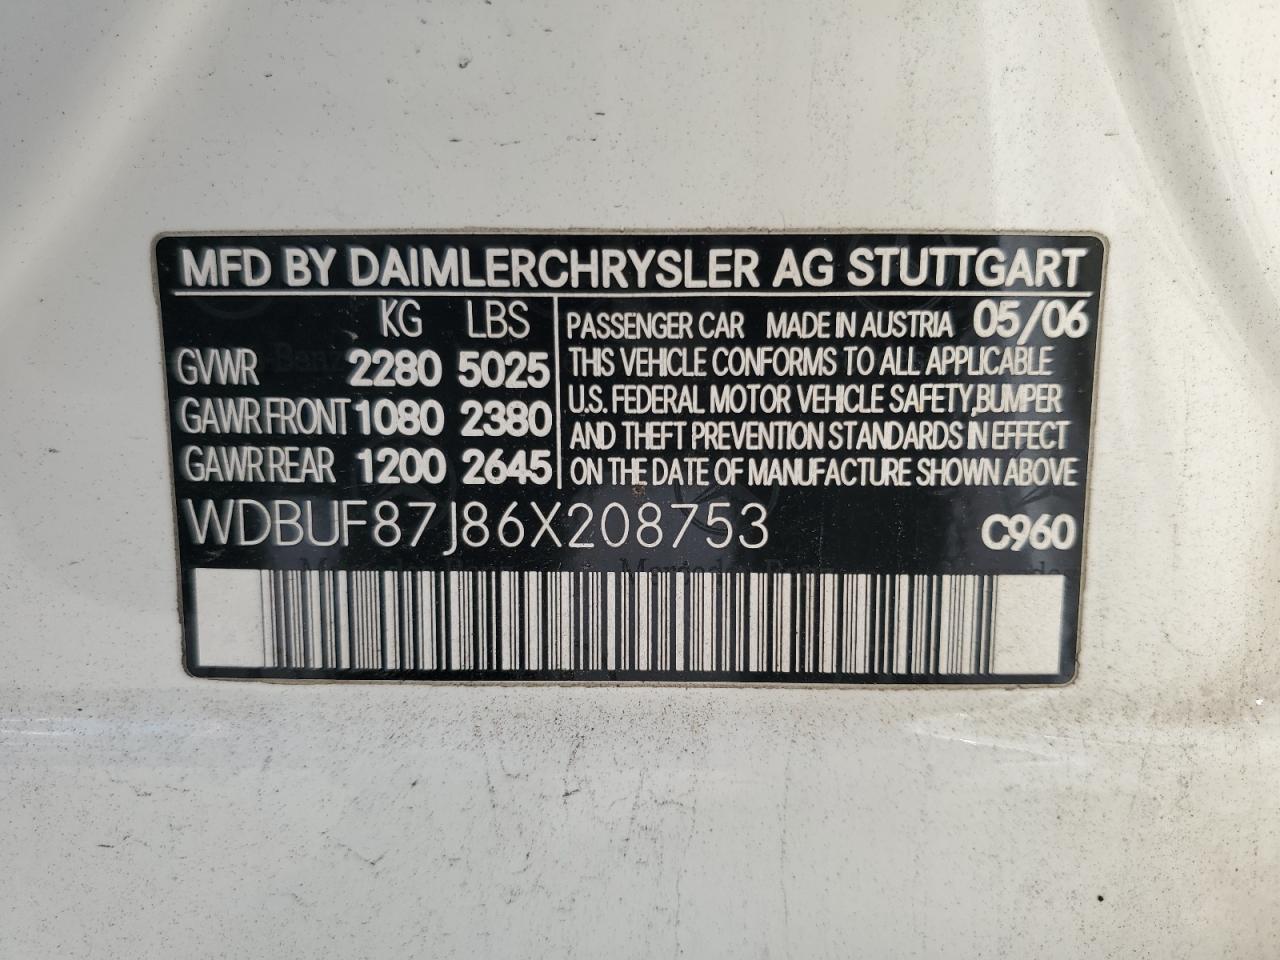 MFD BY DAIMLERCHRYSLER AG STUTTGART
KG LBS
GVWR 2280 5025
GAWR FRONT 1080 2380
GAWR REAR 1200 2645
PASSENGER CAR MADE IN AUSTRIA 05/06
THIS VEHICLE CONFORMS TO ALL APPLICABLE
U.S. FEDERAL MOTOR VEHICLE SAFETY, BUMPER
AND THEFT PREVENTION STANDARDS IN EFFECT
ON THE DATE OF MANUFACTURE SHOWN ABOVE
WDBUF87J86X208753 C960